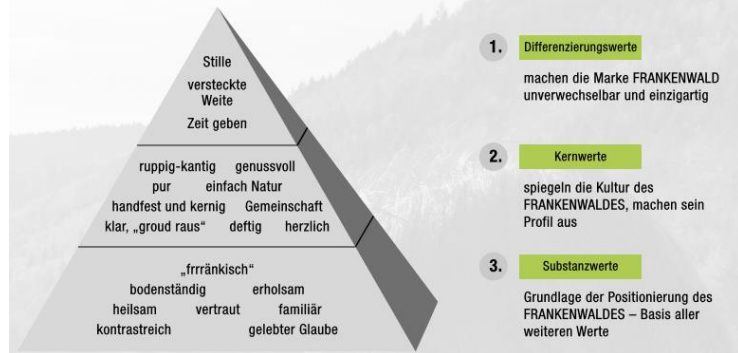 Stille
versteckte
Weite
Zeit geben
ruppig-kantig genussvoll
pur einfach Natur
handfest und kernig Gemeinschaft
klar, „groud raus“ deftig herzlich
„frrränkisch“
bodenständig erholsam
heilsam vertraut familiär
kontrastreich gelebter Glaube
1. Differenzierungswerte
machen die Marke FRANKENWALD
unverwechselbar und einzigartig
2. Kernwerte
spiegeln die Kultur des
FRANKENWALDES, machen sein
Profil aus
3. Substanzwerte
Grundlage der Positionierung des
FRANKENWALDES – Basis aller
weiteren Werte